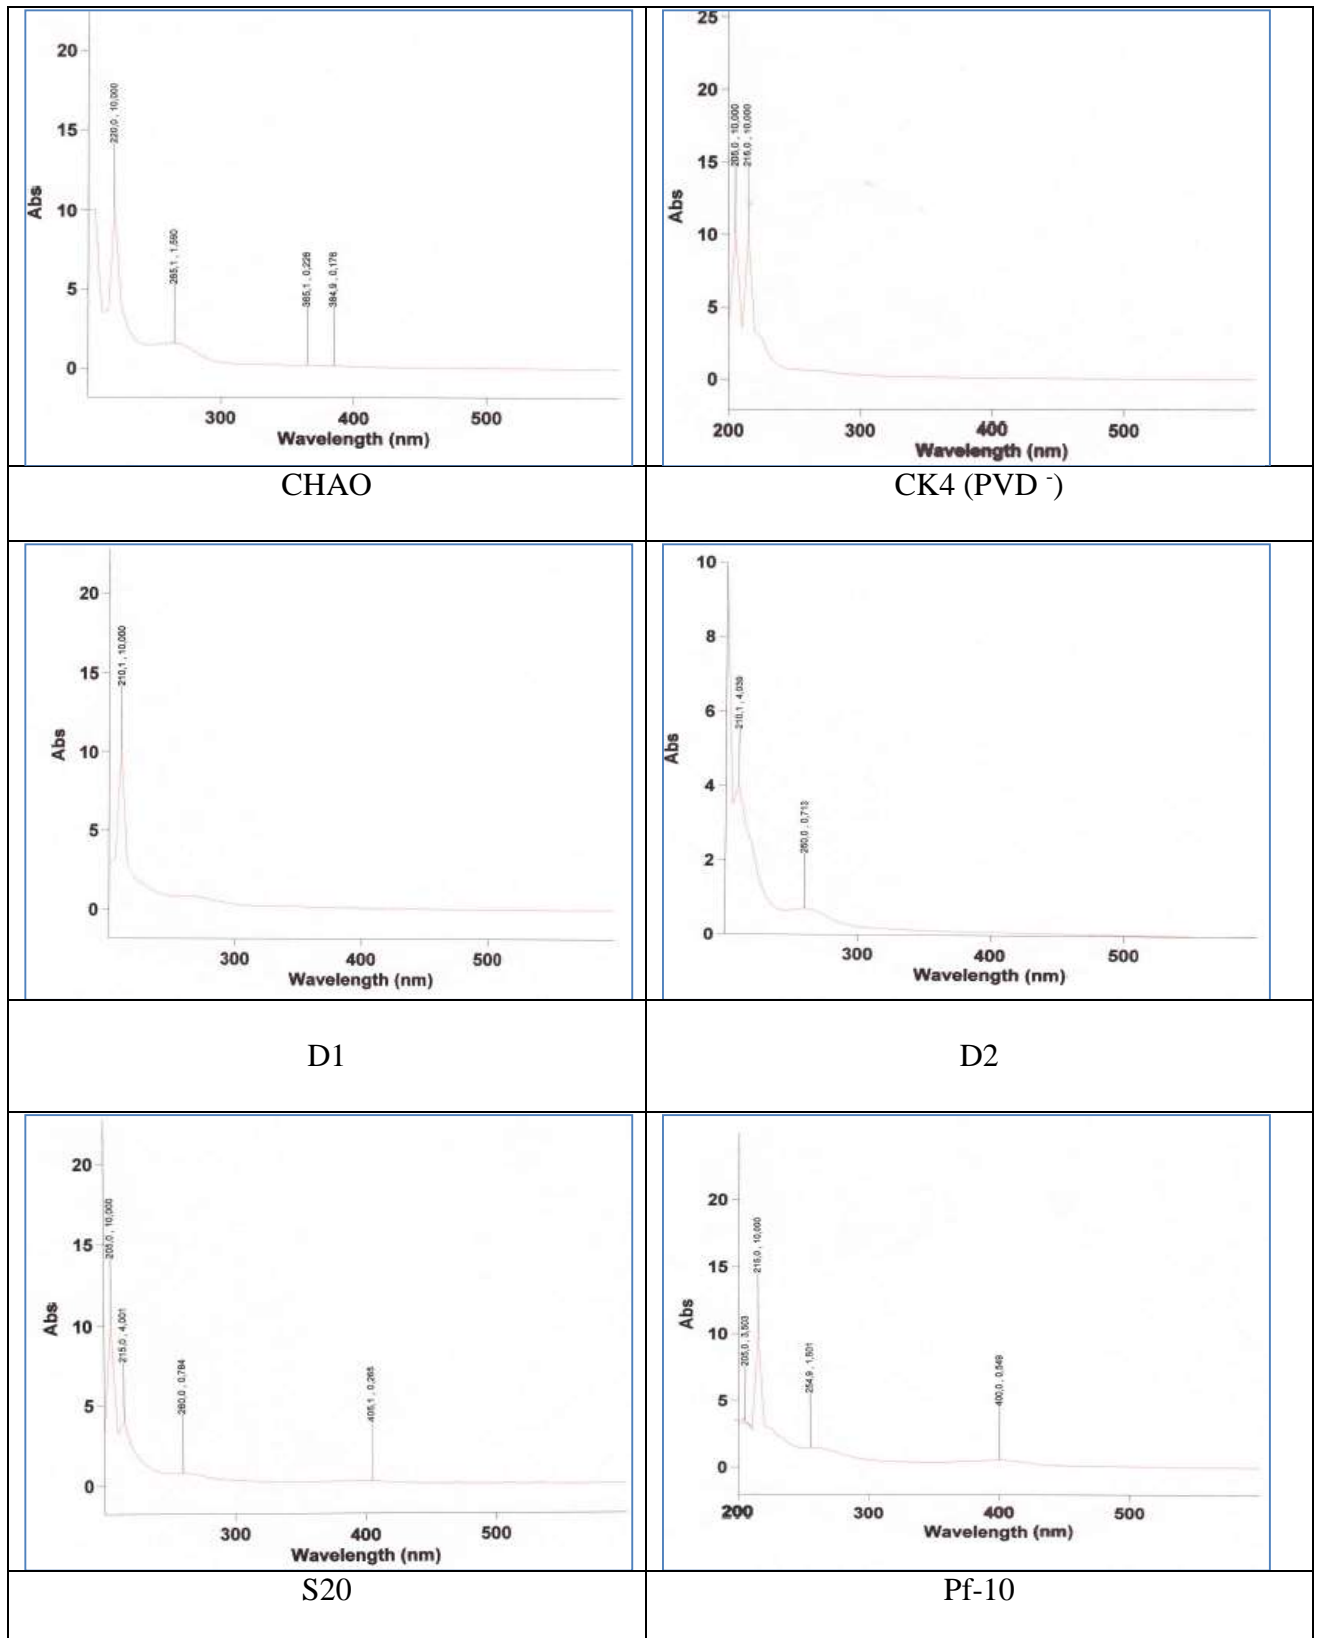 20
15
10
5
0
Abs
220,0 , 10,000
265,1 , 1,580
365,1 , 0,226
384,9 , 0,176
300 400 500
Wavelength (nm)
25
20
15
10
5
0
Abs
205,0 , 10,000
215,0 , 10,000
200 300 400 500
Wavelength (nm)
CHAO
CK4 (PVD -)
20
15
10
5
0
Abs
210,1 , 10,000
300 400 500
Wavelength (nm)
10
8
6
4
2
0
Abs
210,1 , 4,039
260,0 , 0,713
300 400 500
Wavelength (nm)
D1
D2
20
15
10
5
0
Abs
205,0 , 10,000
215,0 , 4,001
260,0 , 0,784
405,1 , 0,265
300 400 500
Wavelength (nm)
20
15
10
5
0
Abs
205,0 , 3,503
215,0 , 10,000
254,9 , 1,501
400,0 , 0,549
200 300 400 500
Wavelength (nm)
S20
Pf-10